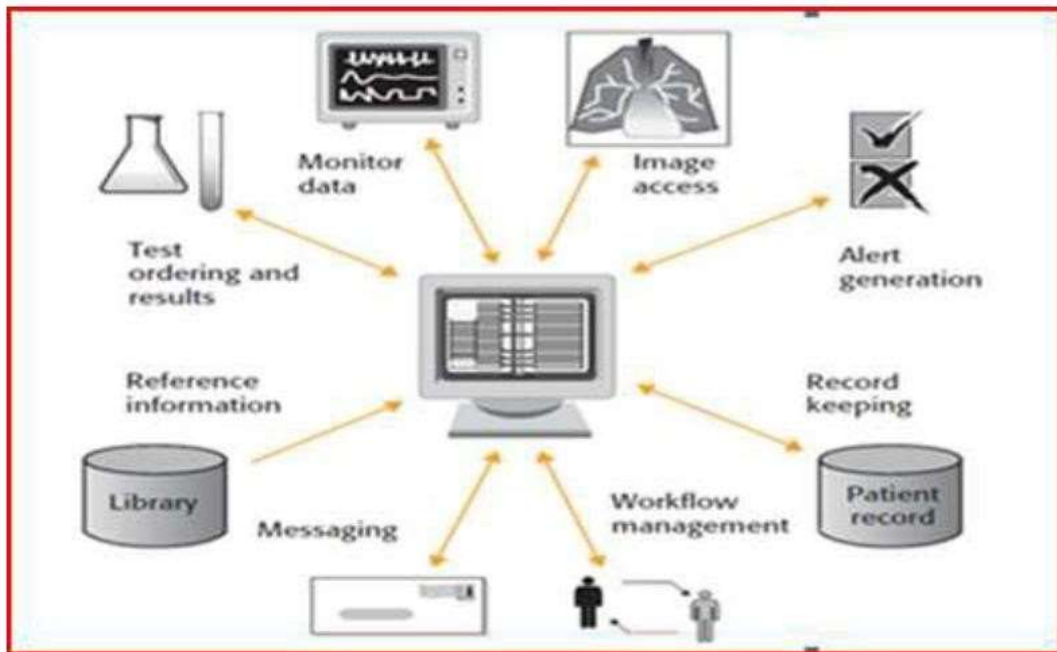 Monitor
data
Image
access
Test
ordering and
results
Alert
generation
Reference
information
Record
keeping
Library
Patient
record
Messaging
Workflow
management